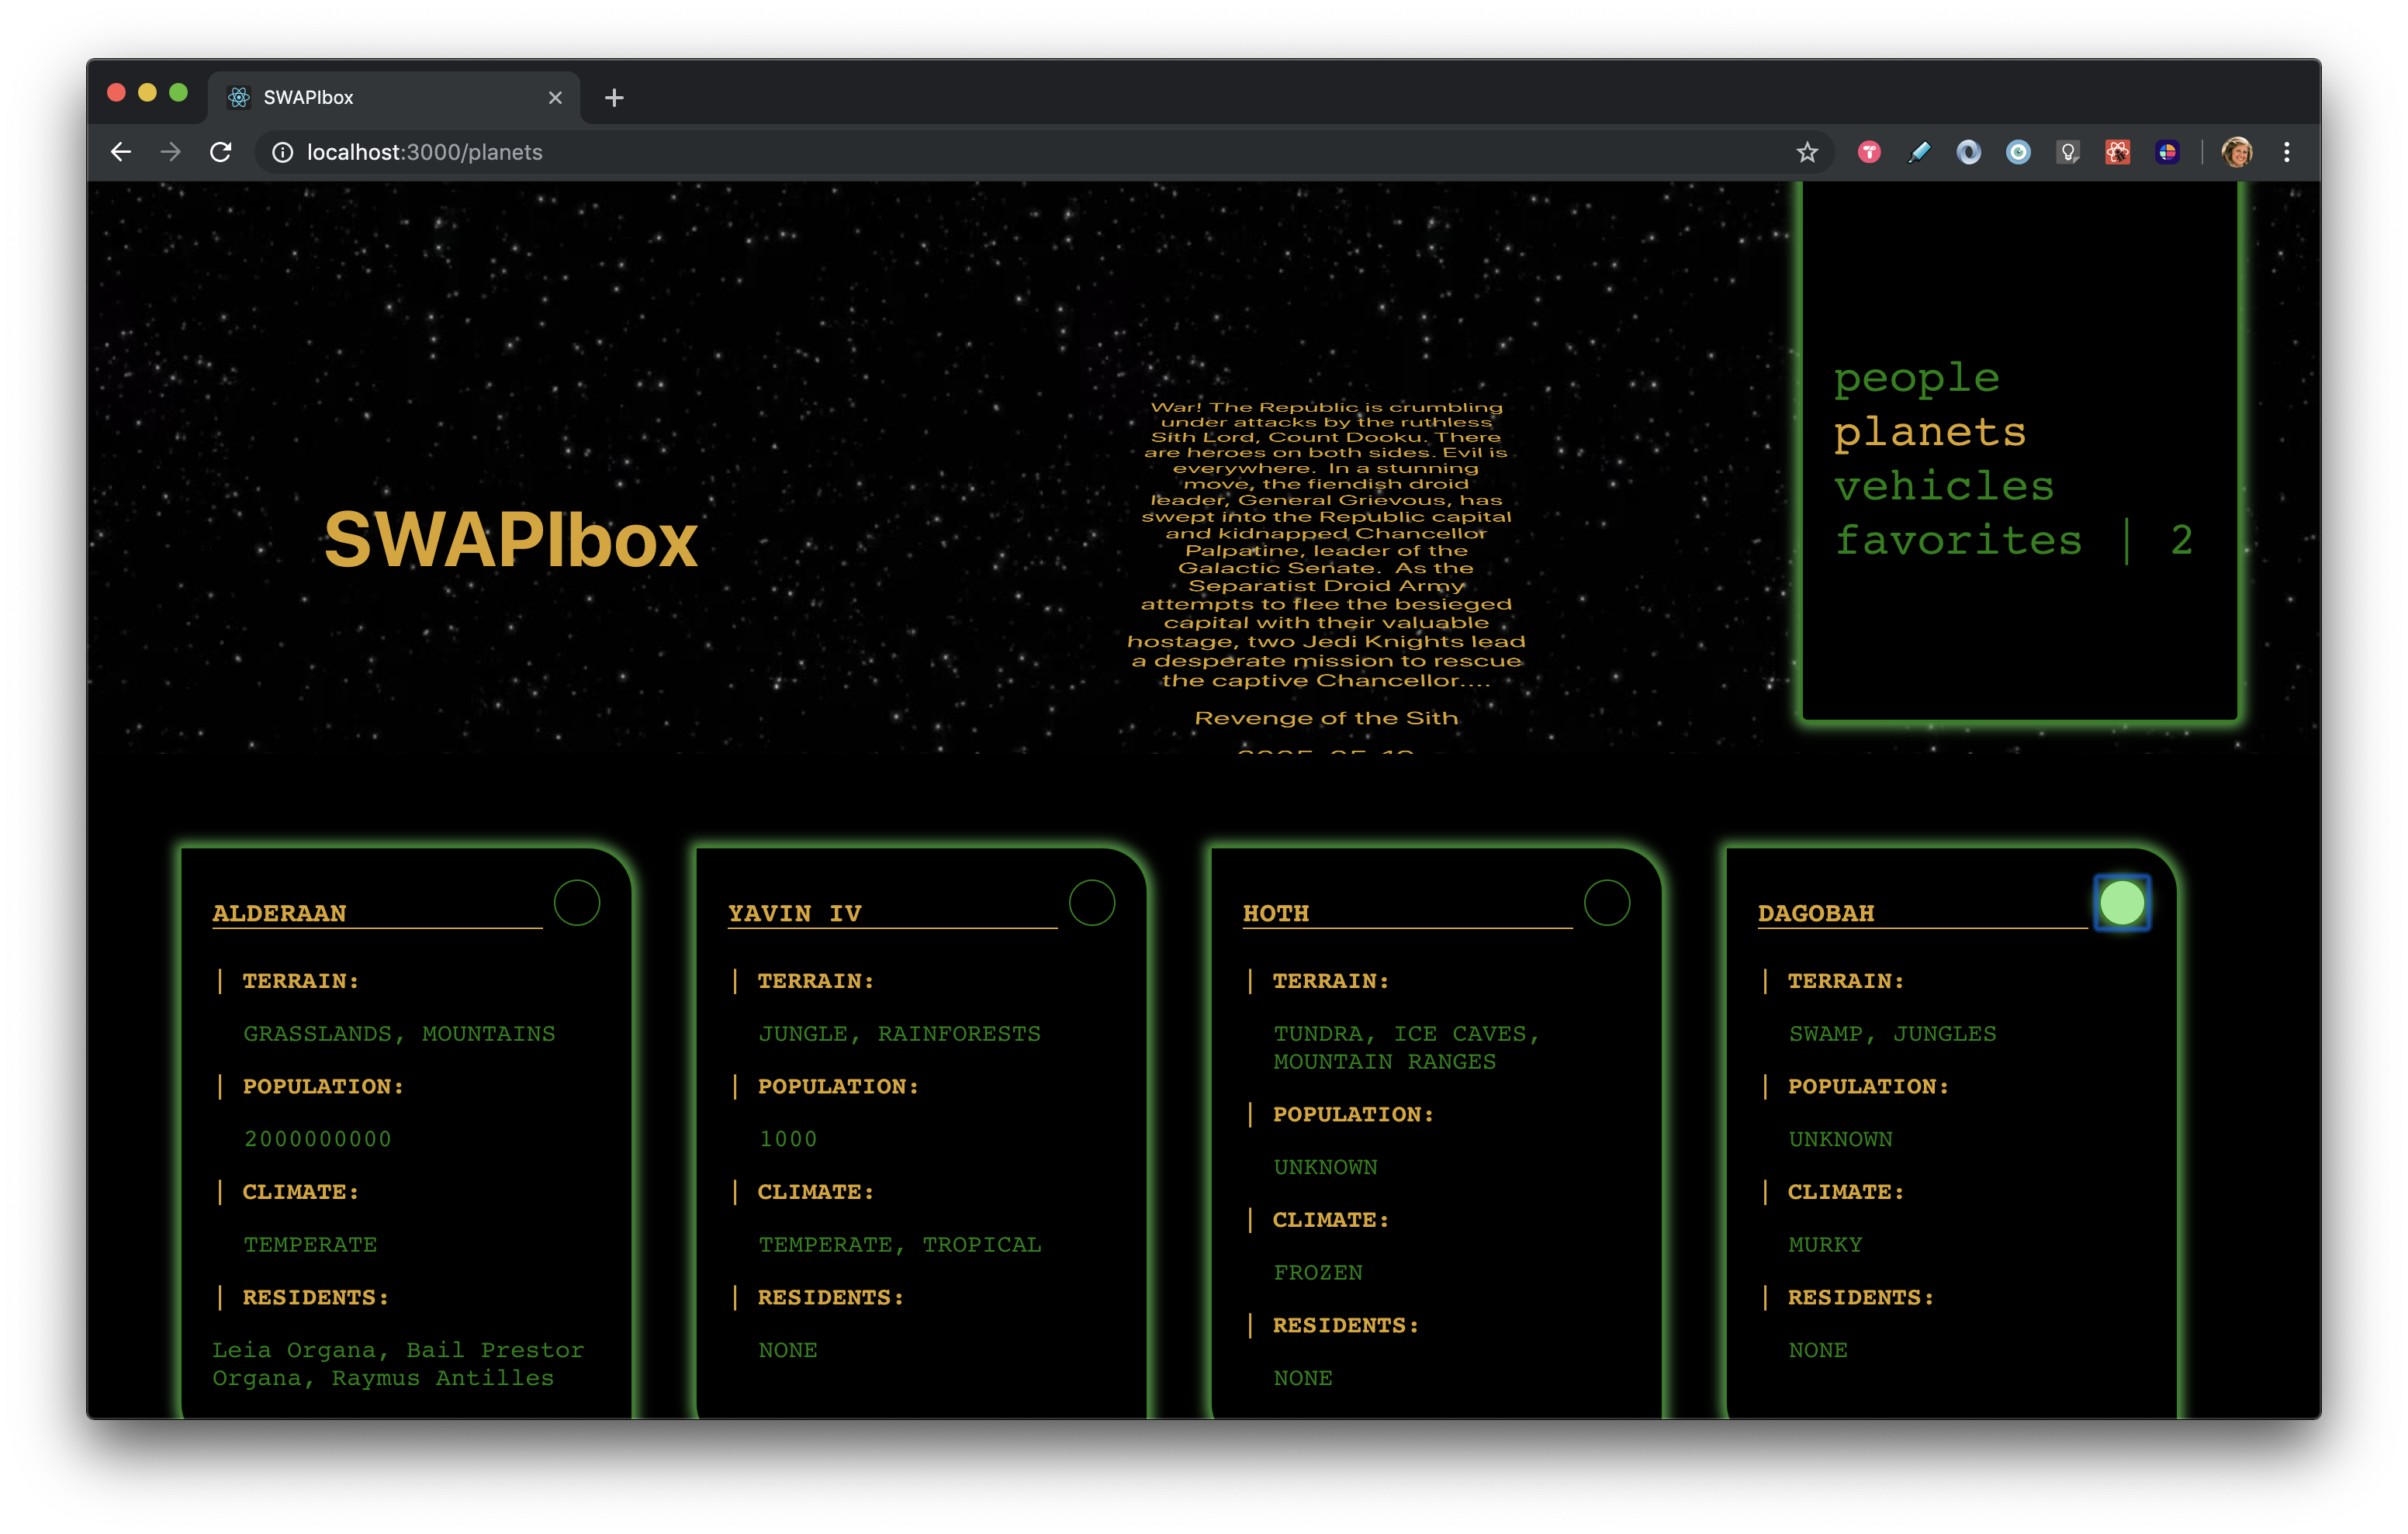 SWAPIbox
localhost:3000/planets
SWAPIbox
War! The Republic is crumbling
under attacks by the ruthless
Sith Lord, Count Dooku. There
are heroes on both sides. Evil is
everywhere. In a stunning
move, the fiendish droid
leader, General Grievous, has
swept into the Republic capital
and kidnapped Chancellor
Palpatine, leader of the
Galactic Senate. As the
Separatist Droid Army
attempts to flee the besieged
capital with their valuable
hostage, two Jedi Knights lead
a desperate mission to rescue
the captive Chancellor....
Revenge of the Sith
people
planets
vehicles
favorites | 2
ALDERAAN
| TERRAIN:
GRASSLANDS, MOUNTAINS
| POPULATION:
2000000000
| CLIMATE:
TEMPERATE
| RESIDENTS:
Leia Organa, Bail Prestor
Organa, Raymus Antilles
YAVIN IV
| TERRAIN:
JUNGLE, RAINFORESTS
| POPULATION:
1000
| CLIMATE:
TEMPERATE, TROPICAL
| RESIDENTS:
NONE
HOTH
| TERRAIN:
TUNDRA, ICE CAVES,
MOUNTAIN RANGES
| POPULATION:
UNKNOWN
| CLIMATE:
FROZEN
| RESIDENTS:
NONE
DAGOBAH
| TERRAIN:
SWAMP, JUNGLES
| POPULATION:
UNKNOWN
| CLIMATE:
MURKY
| RESIDENTS:
NONE